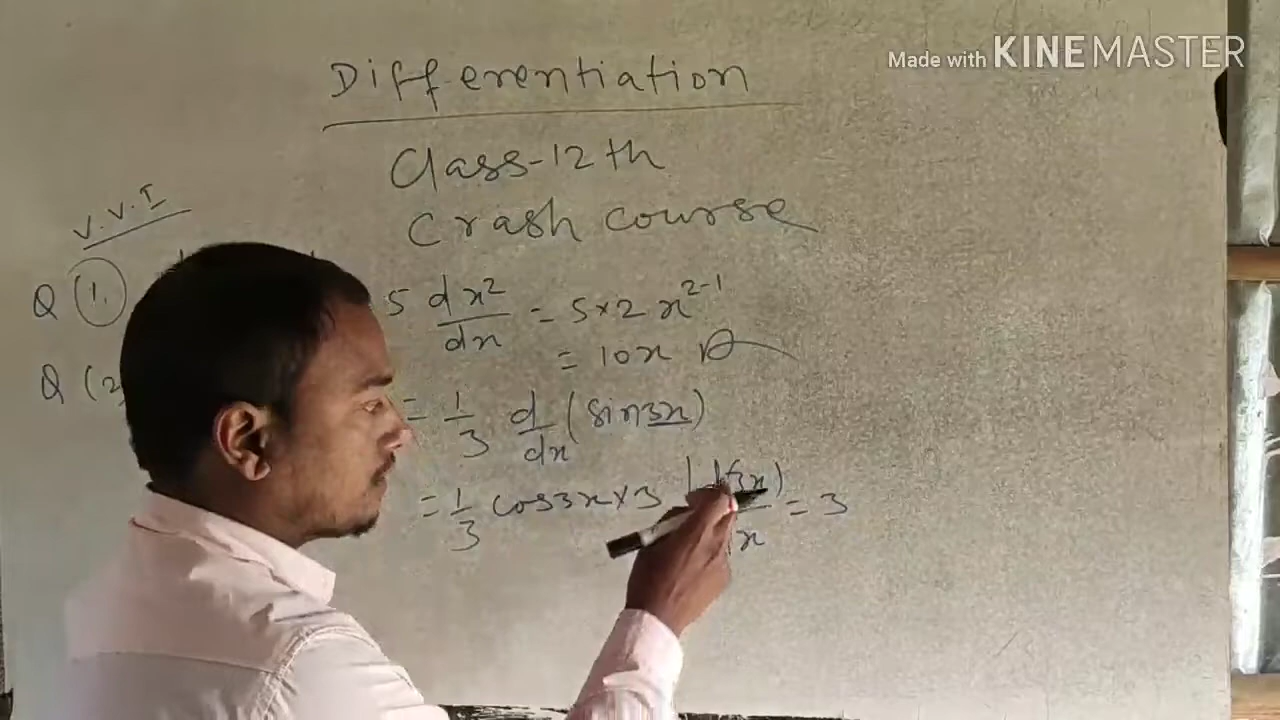 Made with KINEMASTER
Differentiation
Class-12th
Crash course
V.V.I
Q (1. 5 dx²/dx = 5×2 x²⁻¹
= 10x
Q (2 = 1/3 d/dx (sin3x)
= 1/3 cos3x×3 | (3x) x = 3